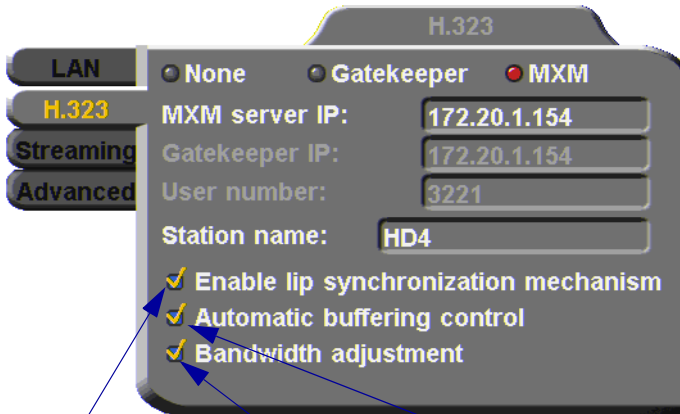 H.323
LAN
H.323
Streaming
Advanced
None Gatekeeper MXM
MXM server IP: 172.20.1.154
Gatekeeper IP: 172.20.1.154
User number: 3221
Station name: HD4
Enable lip synchronization mechanism
Automatic buffering control
Bandwidth adjustment